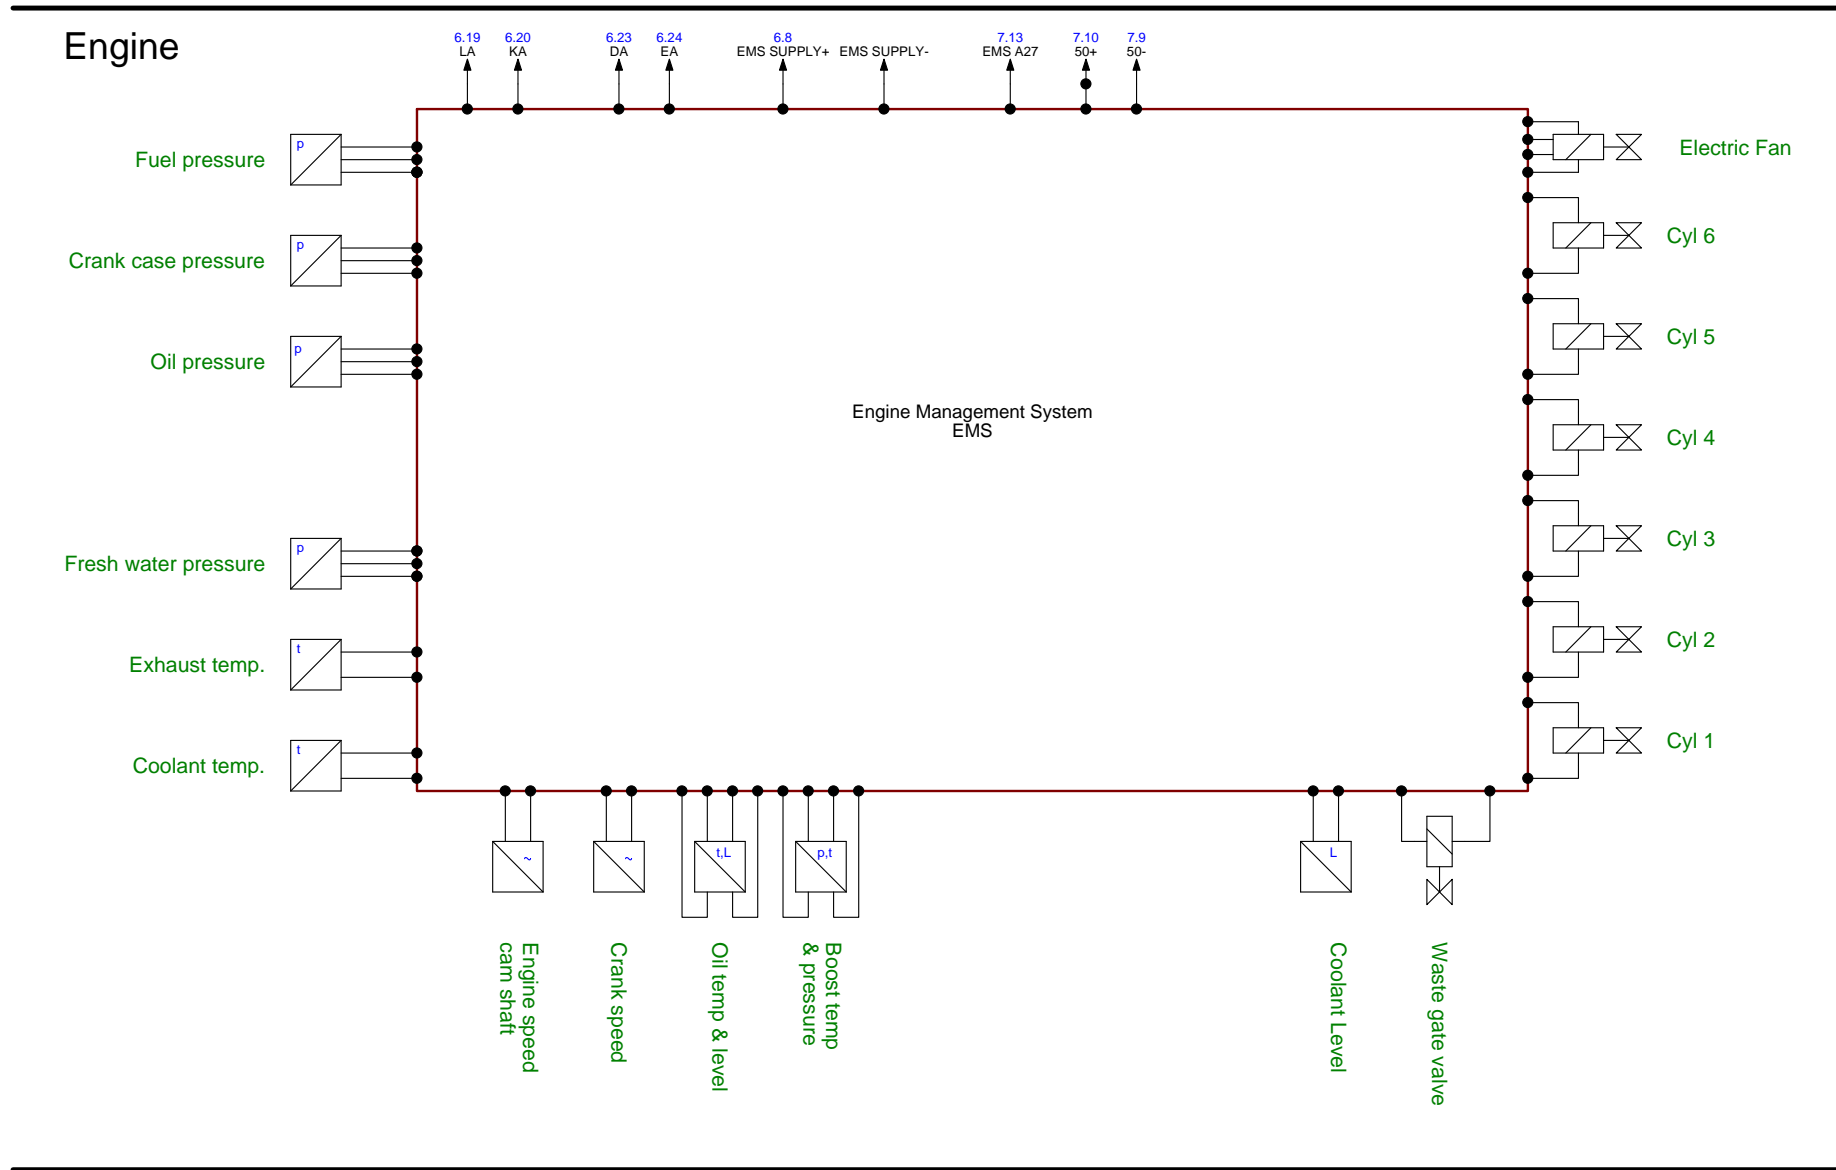 Engine
6.19
LA
6.20
KA
6.23
DA
6.24
EA
6.8
EMS SUPPLY+
EMS SUPPLY-
7.13
EMS A27
7.10
50+
7.9
50-
p
Fuel pressure
p
Crank case pressure
p
Oil pressure
p
Fresh water pressure
t
Exhaust temp.
t
Coolant temp.
Engine Management System
EMS
Electric Fan
Cyl 6
Cyl 5
Cyl 4
Cyl 3
Cyl 2
Cyl 1
~
Engine speed
cam shaft
~
Crank speed
t,L
Oil temp & level
p,t
Boost temp
& pressure
L
Coolant Level
Waste gate valve